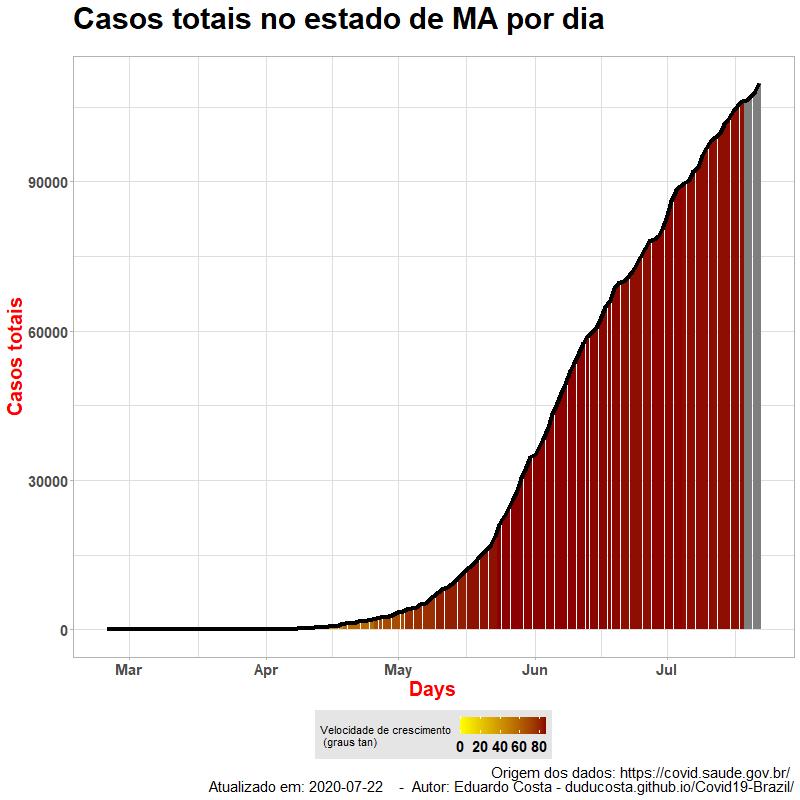 Casos totais no estado de MA por dia
90000
60000
30000
0
Casos totais
Mar Apr May Jun Jul
Days
Velocidade de crescimento
(graus tan)
0 20 40 60 80
Origem dos dados: https://covid.saude.gov.br/
Atualizado em: 2020-07-22 - Autor: Eduardo Costa - duducosta.github.io/Covid19-Brazil/